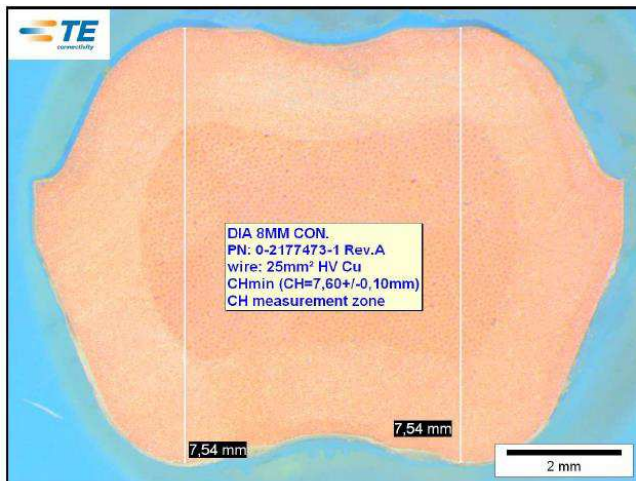 TE
connectivity
DIA 8MM CON.
PN: 0-2177473-1 Rev.A
wire: 25mm² HV Cu
CHmin (CH=7,60+/-0,10mm)
CH measurement zone
7,54 mm
7,54 mm
2 mm